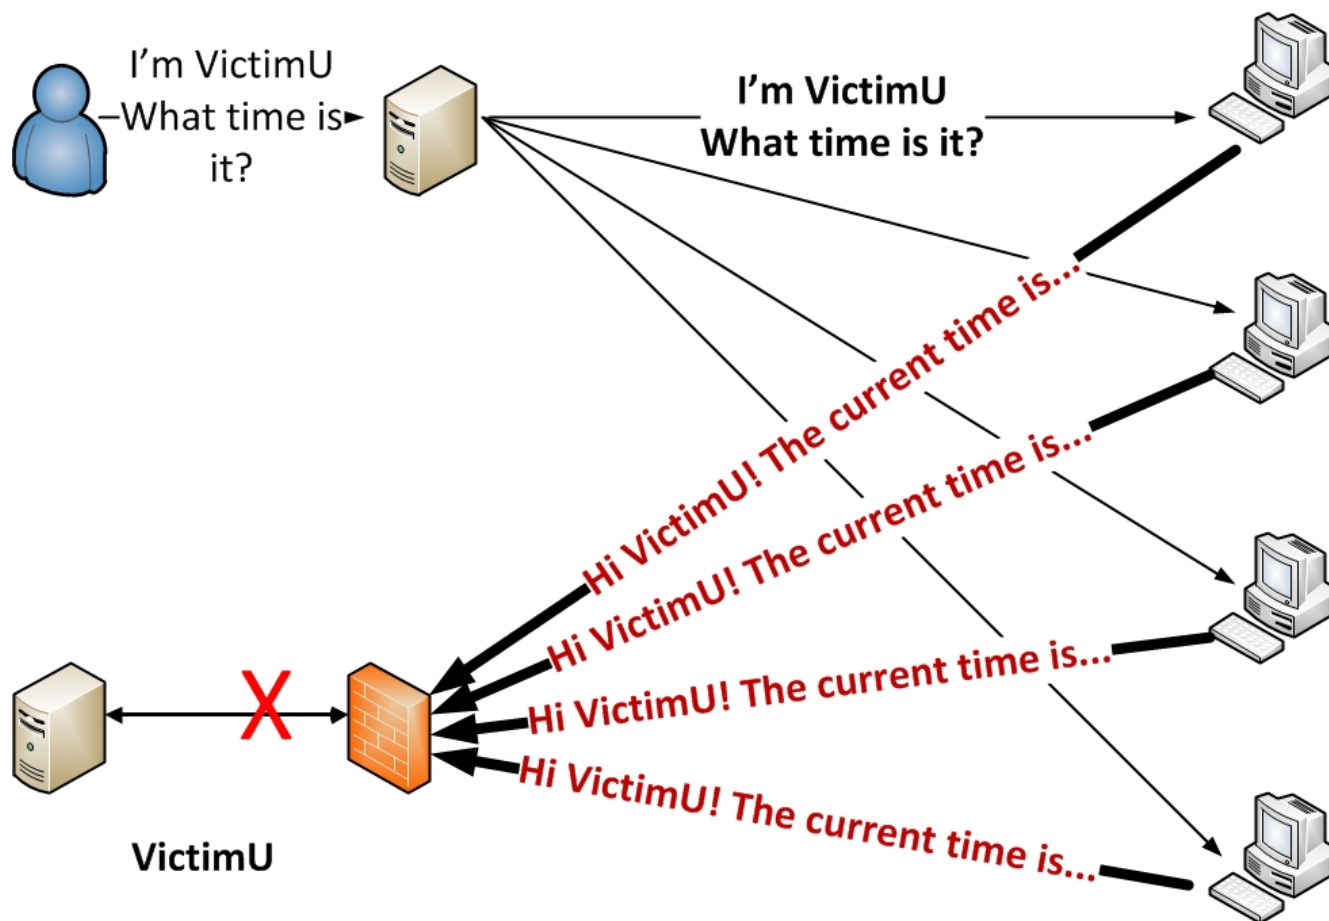 I’m VictimU
What time is
it?
I’m VictimU
What time is it?
Hi VictimU! The current time is...
Hi VictimU! The current time is...
Hi VictimU! The current time is...
Hi VictimU! The current time is...
X
VictimU